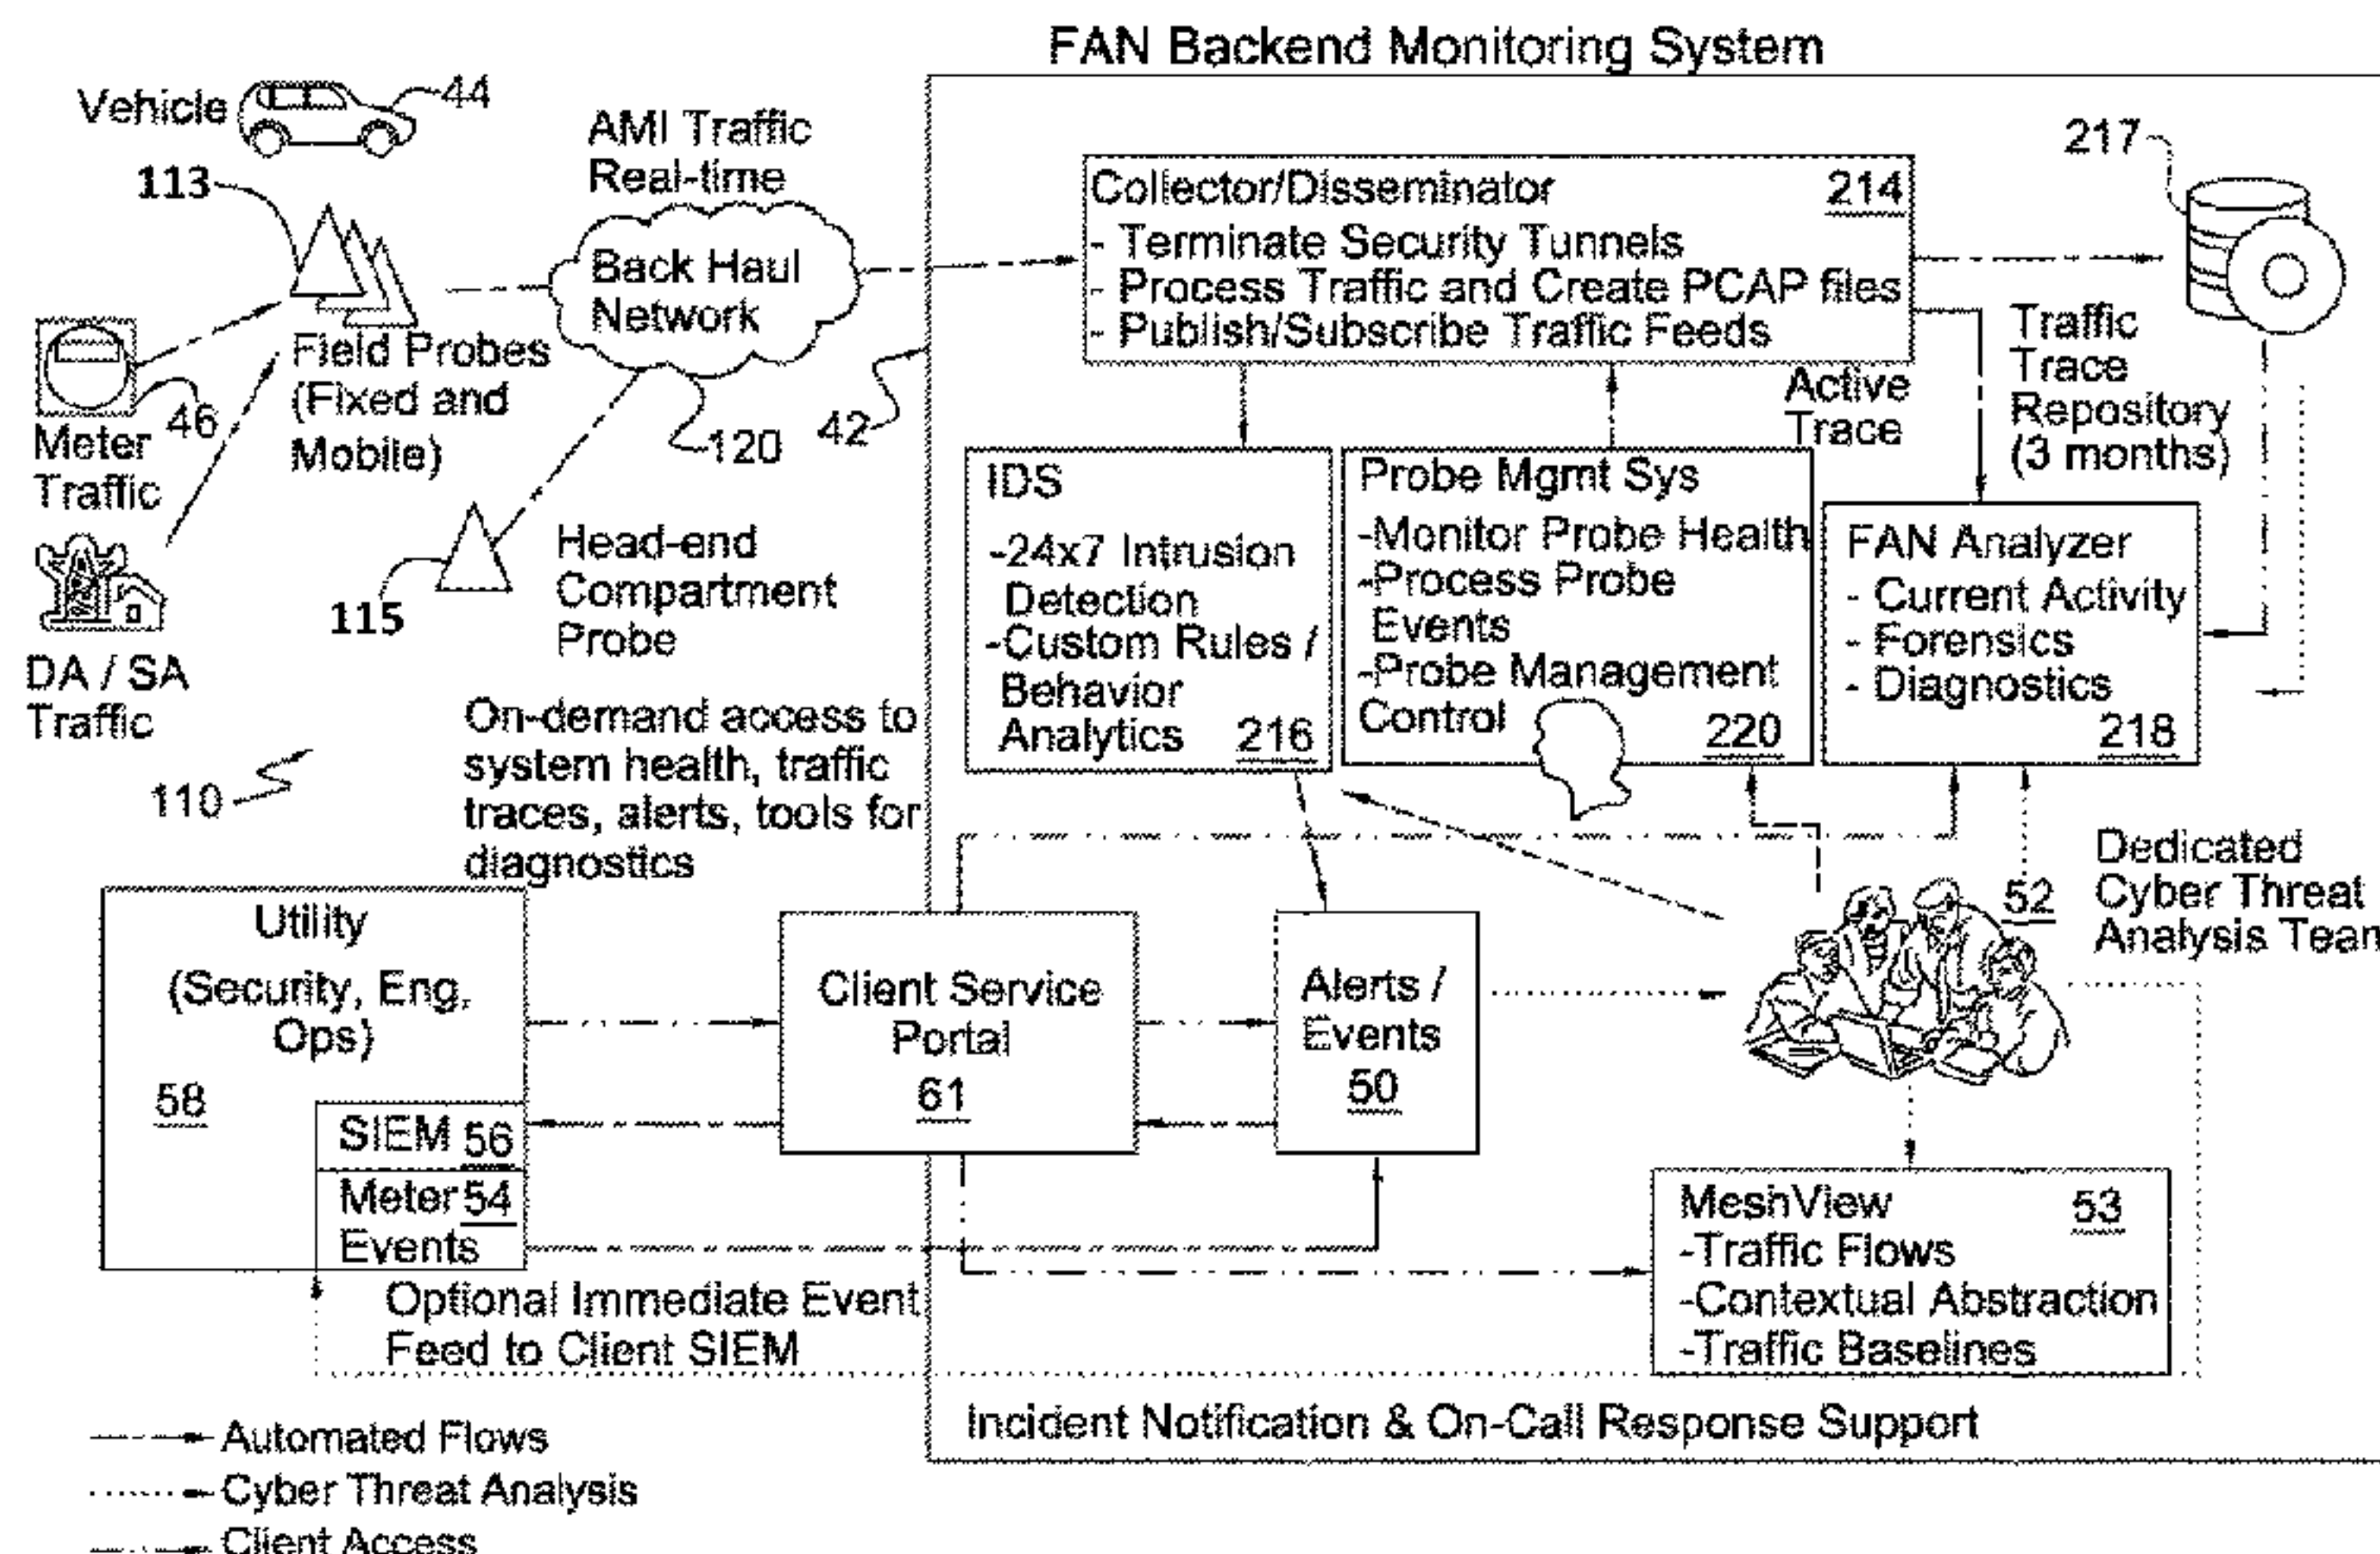 FAN Backend Monitoring System
Vehicle
44
113
AMI Traffic
Real-time
Back Haul
Network
120
42
Field Probes
(Fixed and
Mobile)
46
Meter
Traffic
DA / SA
Traffic
115
Head-end
Compartment
Probe
110
Collector/Disseminator 214
- Terminate Security Tunnels
- Process Traffic and Create PCAP files
- Publish/Subscribe Traffic Feeds
217
Traffic
Trace
Repository
(3 months)
Active
Trace
IDS
-24x7 Intrusion
Detection
-Custom Rules /
Behavior
Analytics 216
Probe Mgmt Sys
-Monitor Probe Health
-Process Probe
Events
-Probe Management
Control 220
FAN Analyzer
- Current Activity
- Forensics
- Diagnostics
218
On-demand access to
system health, traffic
traces, alerts, tools for
diagnostics
Utility
(Security, Eng,
Ops)
58
SIEM 56
Meter 54
Events
Client Service
Portal
61
Alerts /
Events
50
52
Dedicated
Cyber Threat
Analysis Team
MeshView 53
-Traffic Flows
-Contextual Abstraction
-Traffic Baselines
Optional Immediate Event
Feed to Client SIEM
Incident Notification & On-Call Response Support
Automated Flows
Cyber Threat Analysis
Client Access